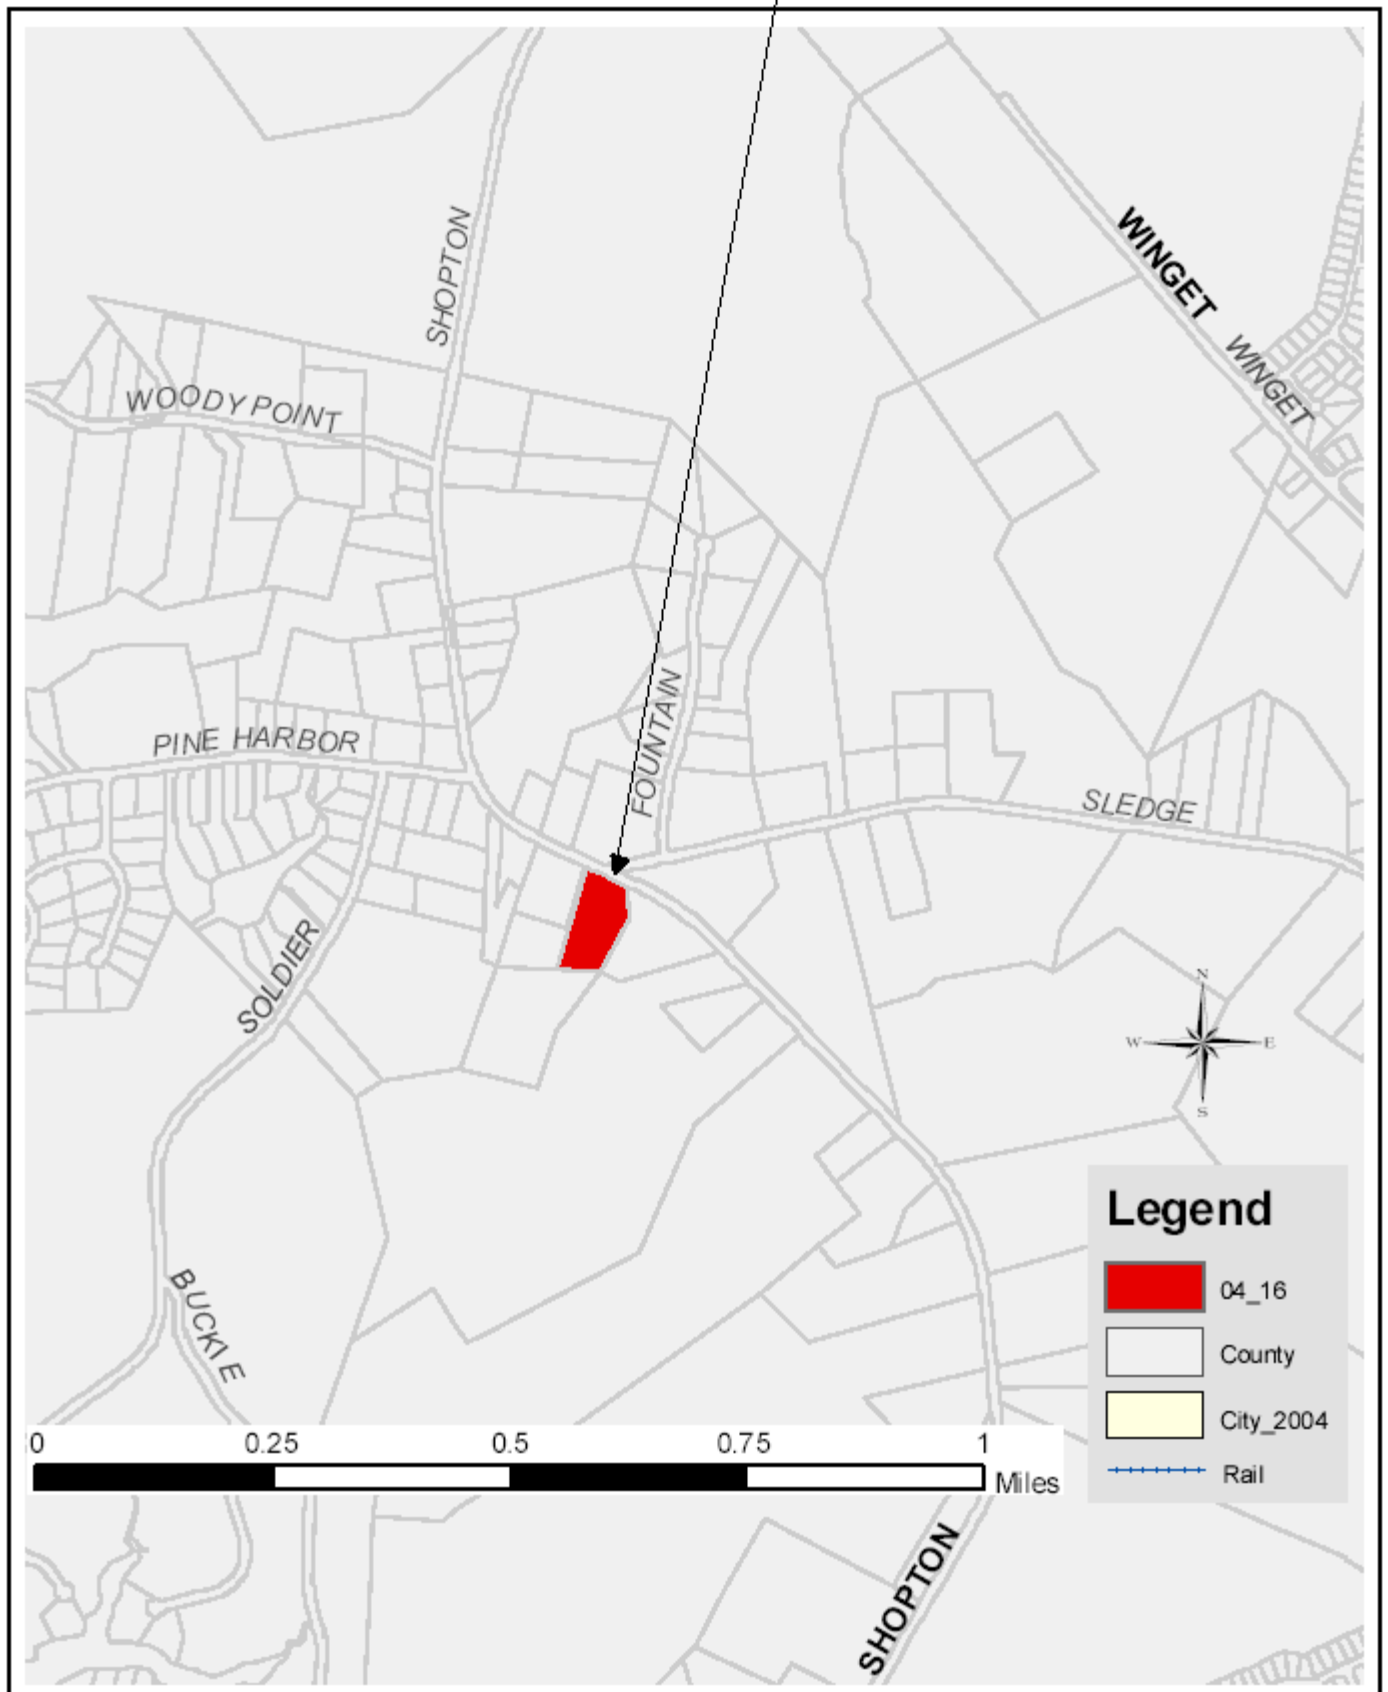 SHOPTON
WINGET
WINGET
WOODY POINT
FOUNTAIN
PINE HARBOR
SLEDGE
SOLDIER
N
W E
S
BUCKLE
Legend
04_16
County
City_2004
Rail
0 0.25 0.5 0.75 1
Miles
SHOPTON